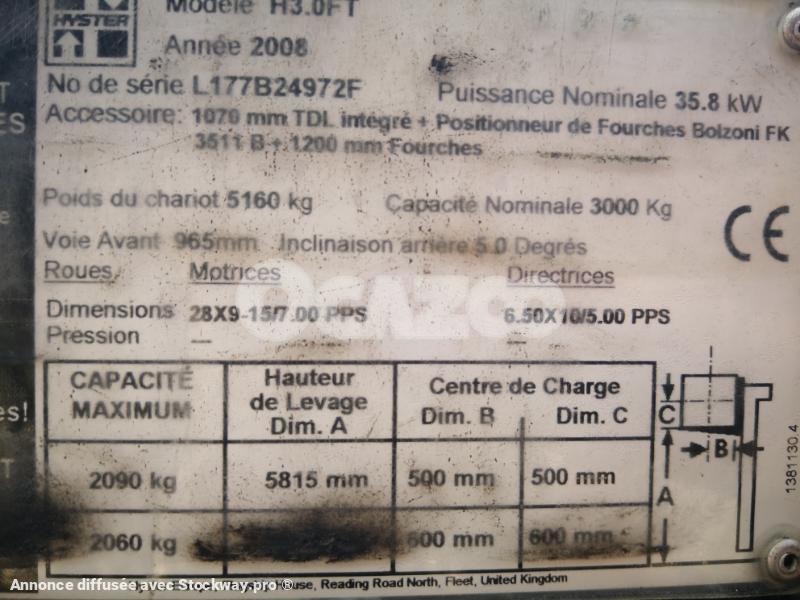 HYSTER
Modèle H3.0FT
Année 2008
No de série L177B24972F
Puissance Nominale 35.8 kW
Accessoire: 1070 mm TDL intégré + Positionneur de Fourches Bolzoni FK
3511 B + 1200 mm Fourches
Poids du chariot 5160 kg
Capacité Nominale 3000 Kg
CE
Voie Avant 965mm Inclinaison arrière 5.0 Degrés
Roues Motrices Directrices
Dimensions 28X9-15/7.00 PPS 6.50X10/5.00 PPS
Pression — —
OCAZOO
CAPACITÉ
MAXIMUM
Hauteur
de Levage
Dim. A
Centre de Charge
Dim. B Dim. C
2090 kg 5815 mm 500 mm 500 mm
2060 kg 600 mm 600 mm
C
B
A
1381130.4
House, Reading Road North, Fleet, United Kingdom
T
ES
e
es!
T
Annonce diffusée avec Stockway.pro ®